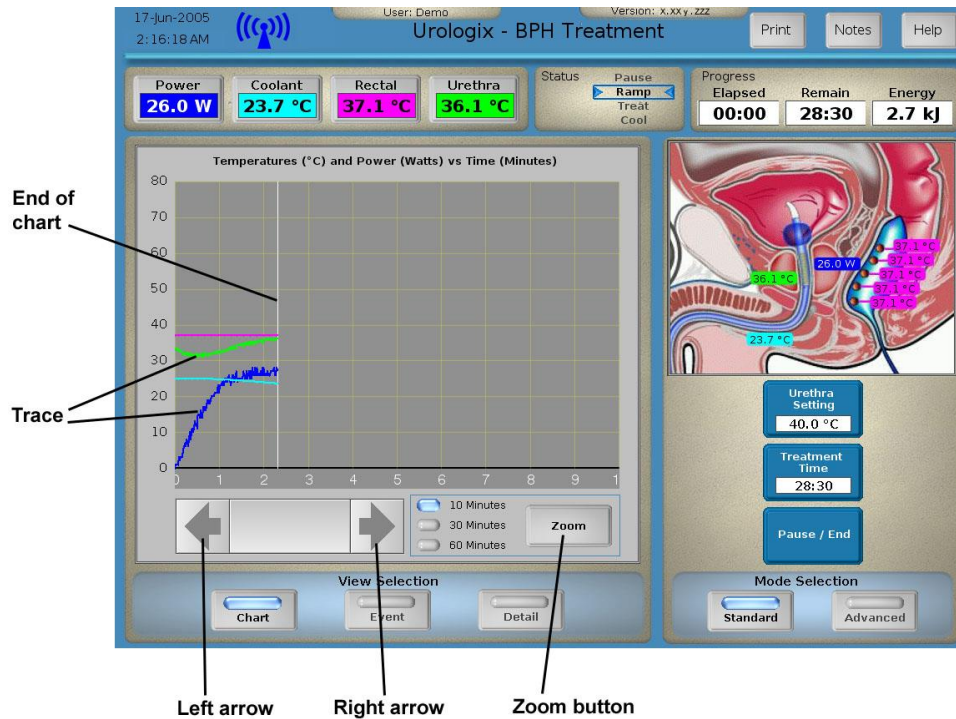 17-Jun-2005
2:16:18 AM
User: Demo
Version: x.xx y.zzz
Urologix - BPH Treatment
Print
Notes
Help
Power
26.0 W
Coolant
23.7 °C
Rectal
37.1 °C
Urethra
36.1 °C
Status
Pause
Ramp
Treat
Cool
Progress
Elapsed
00:00
Remain
28:30
Energy
2.7 kJ
Temperatures (°C) and Power (Watts) vs Time (Minutes)
80
70
60
50
40
30
20
10
0
0 1 2 3 4 5 6 7 8 9 1
End of
chart
Trace
37.1 °C
37.1 °C
37.1 °C
37.1 °C
37.1 °C
26.0 W
36.1 °C
23.7 °C
10 Minutes
30 Minutes
60 Minutes
Zoom
Urethra
Setting
40.0 °C
Treatment
Time
28:30
Pause / End
View Selection
Chart
Event
Detail
Mode Selection
Standard
Advanced
Left arrow
Right arrow
Zoom button